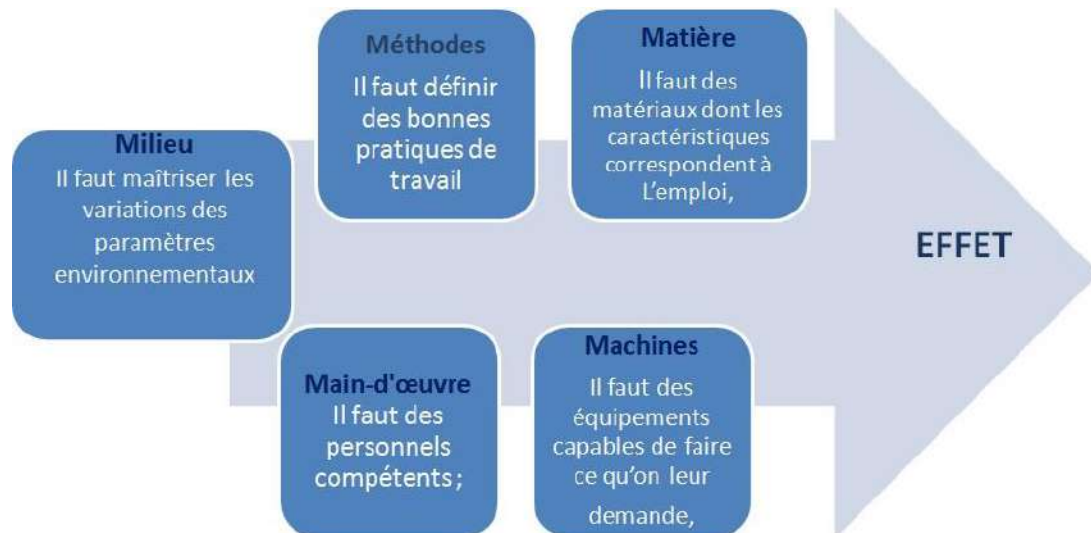 Milieu
Il faut maîtriser les
variations des
paramètres
environnementaux
Méthodes
Il faut définir
des bonnes
pratiques de
travail
Matière
Il faut des
matériaux dont les
caractéristiques
correspondent à
L'emploi,
Main-d'œuvre
Il faut des
personnels
compétents ;
Machines
Il faut des
équipements
capables de faire
ce qu'on leur
demande,
EFFET